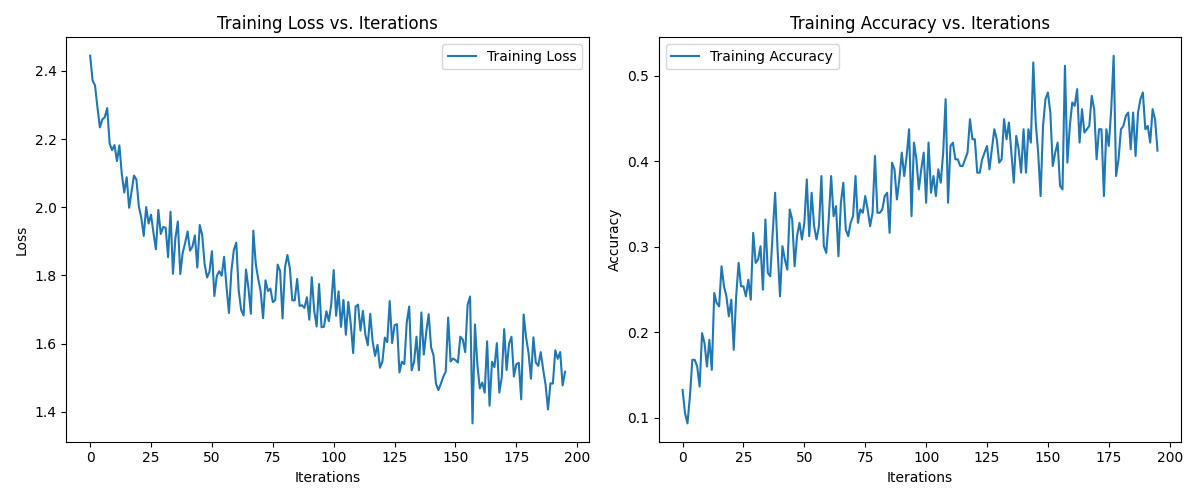 Training Loss vs. Iterations
Training Loss
Loss
2.4
2.2
2.0
1.8
1.6
1.4
0 25 50 75 100 125 150 175 200
Iterations
Training Accuracy vs. Iterations
Training Accuracy
Accuracy
0.5
0.4
0.3
0.2
0.1
0 25 50 75 100 125 150 175 200
Iterations